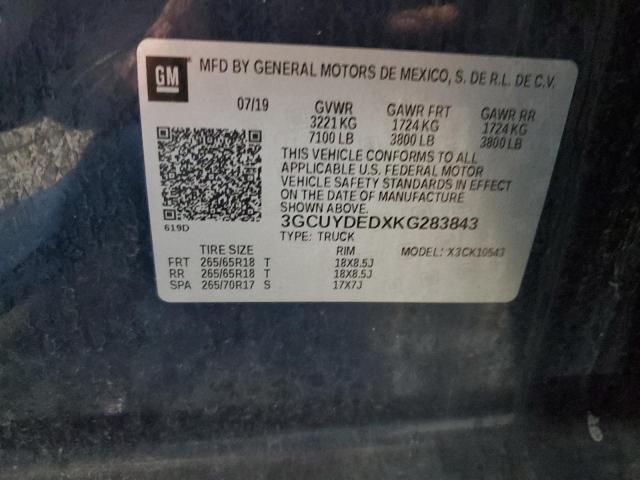 GM MFD BY GENERAL MOTORS DE MEXICO, S. DE R.L. DE C.V.
07/19 GVWR GAWR FRT GAWR RR
3221 KG 1724 KG 1724 KG
7100 LB 3800 LB 3800 LB
THIS VEHICLE CONFORMS TO ALL
APPLICABLE U.S. FEDERAL MOTOR
VEHICLE SAFETY STANDARDS IN EFFECT
ON THE DATE OF MANUFACTURE
SHOWN ABOVE.
619D 3GCUYDEDXKG283843
TYPE: TRUCK MODEL: X3CK10543
TIRE SIZE RIM
FRT 265/65R18 T 18X8.5J
RR 265/65R18 T 18X8.5J
SPA 265/70R17 S 17X7J